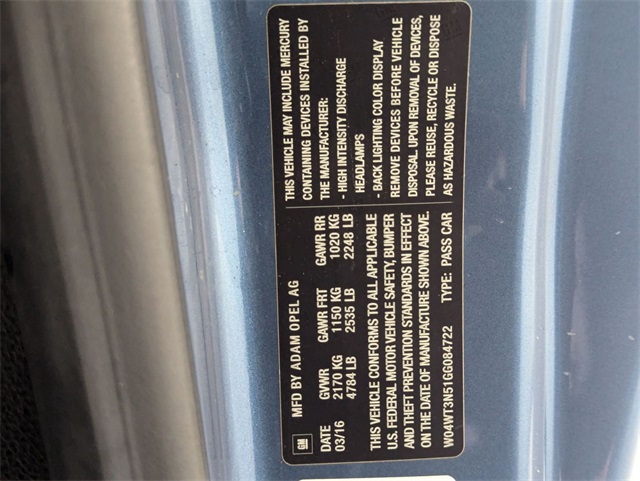 GM
MFD BY ADAM OPEL AG
DATE GVWR GAWR FRT GAWR RR
03/16 2170 KG 1150 KG 1020 KG
4784 LB 2535 LB 2248 LB
THIS VEHICLE CONFORMS TO ALL APPLICABLE
U.S. FEDERAL MOTOR VEHICLE SAFETY, BUMPER
AND THEFT PREVENTION STANDARDS IN EFFECT
ON THE DATE OF MANUFACTURE SHOWN ABOVE.
W04WT3N51GG084722 TYPE: PASS CAR
THIS VEHICLE MAY INCLUDE MERCURY
CONTAINING DEVICES INSTALLED BY
THE MANUFACTURER:
- HIGH INTENSITY DISCHARGE
HEADLAMPS
- BACK LIGHTING COLOR DISPLAY
REMOVE DEVICES BEFORE VEHICLE
DISPOSAL. UPON REMOVAL OF DEVICES,
PLEASE REUSE, RECYCLE OR DISPOSE
AS HAZARDOUS WASTE.